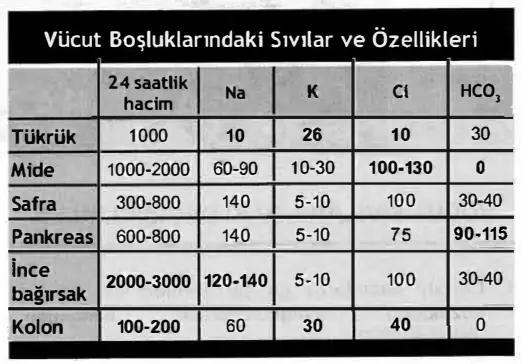 Vücut Boşluklarındaki Sıvılar ve Özellikleri
24 saatlik hacim Na K Cl HCO3
Tükrük 1000 10 26 10 30
Mide 1000-2000 60-90 10-30 100-130 0
Safra 300-800 140 5-10 100 30-40
Pankreas 600-800 140 5-10 75 90-115
İnce bağırsak 2000-3000 120-140 5-10 100 30-40
Kolon 100-200 60 30 40 0